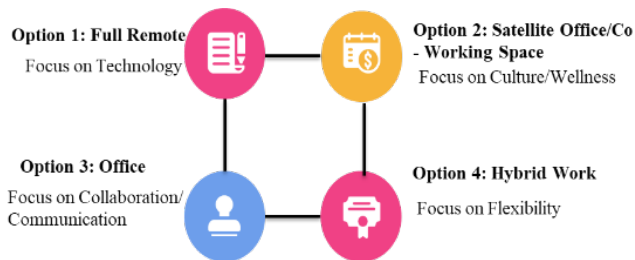 Option 1: Full Remote
Focus on Technology
Option 2: Satellite Office/Co
- Working Space
Focus on Culture/Wellness
Option 3: Office
Focus on Collaboration/
Communication
Option 4: Hybrid Work
Focus on Flexibility